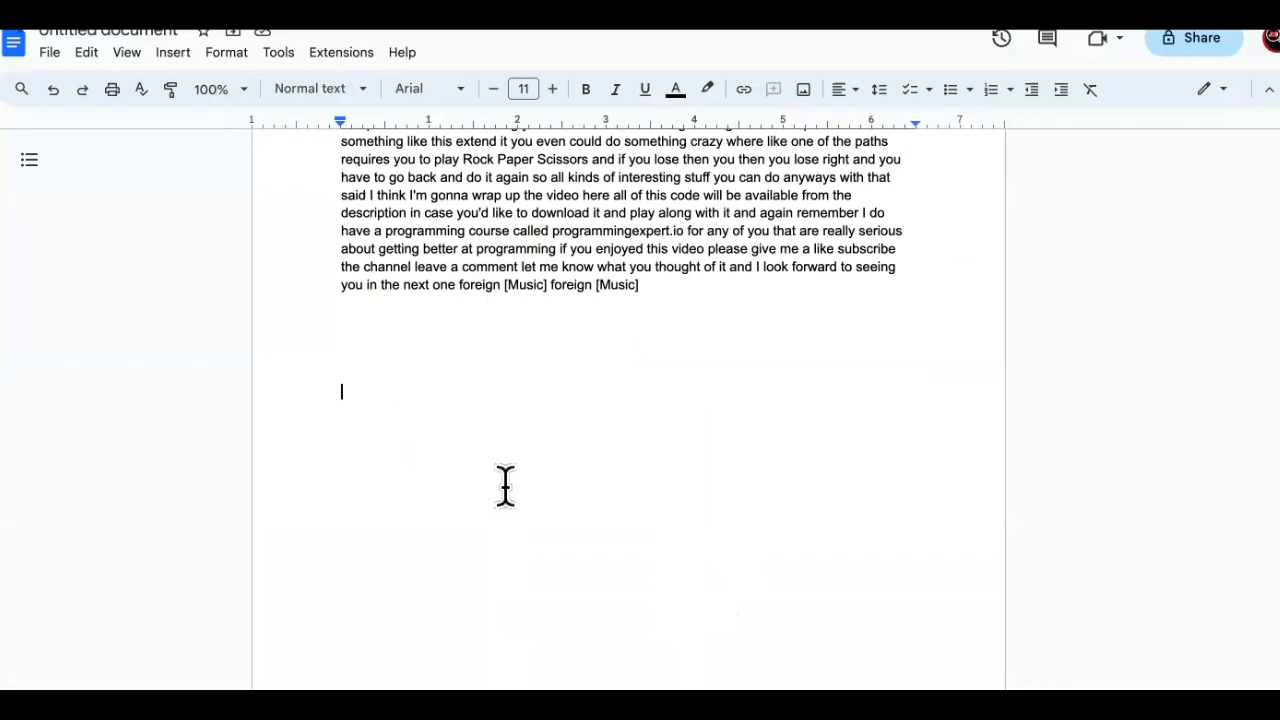 Untitled document
File Edit View Insert Format Tools Extensions Help
Share
100% Normal text Arial 11 B I U A
1 1 2 3 4 5 6 7
something like this extend it you even could do something crazy where like one of the paths
requires you to play Rock Paper Scissors and if you lose then you then you lose right and you
have to go back and do it again so all kinds of interesting stuff you can do anyways with that
said I think I'm gonna wrap up the video here all of this code will be available from the
description in case you'd like to download it and play along with it and again remember I do
have a programming course called programmingexpert.io for any of you that are really serious
about getting better at programming if you enjoyed this video please give me a like subscribe
the channel leave a comment let me know what you thought of it and I look forward to seeing
you in the next one foreign [Music] foreign [Music]